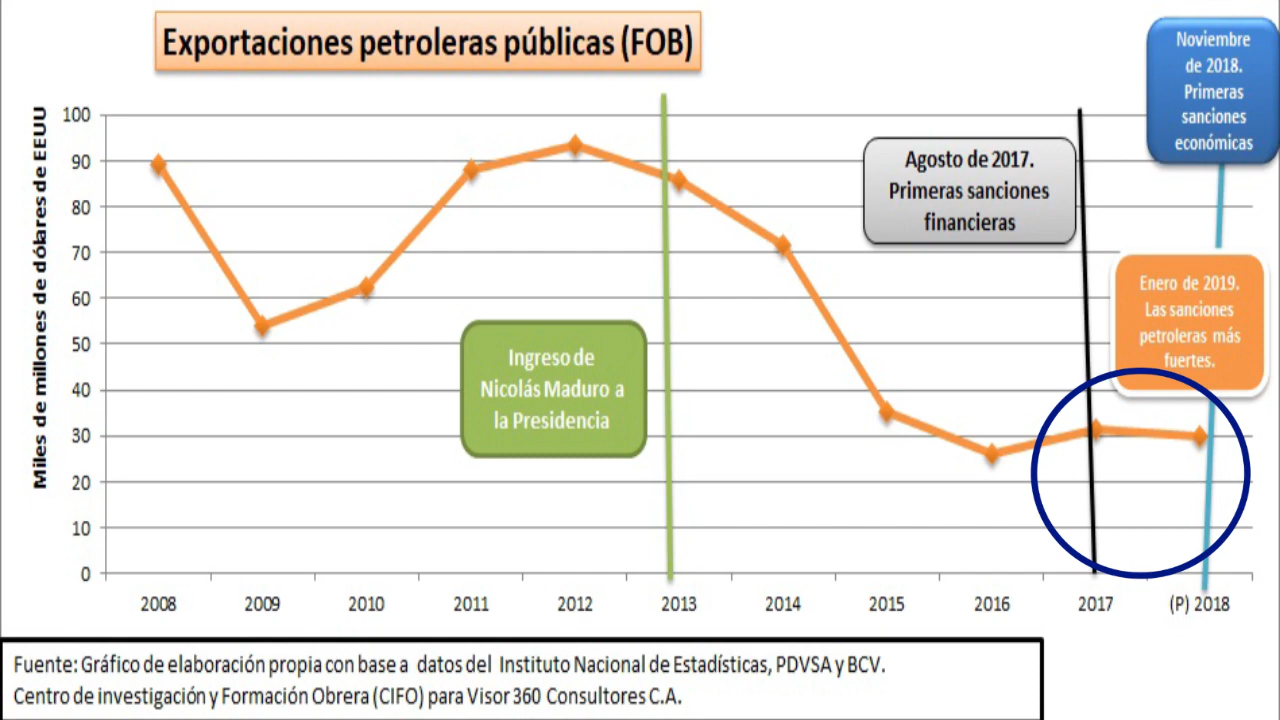 Exportaciones petroleras públicas (FOB)
Noviembre
de 2018.
Primeras
sanciones
económicas
Miles de millones de dólares de EEUU
100
90
80
70
60
50
40
30
20
10
0
Agosto de 2017.
Primeras sanciones
financieras
Enero de 2019.
Las sanciones
petroleras más
fuertes.
Ingreso de
Nicolás Maduro a
la Presidencia
2008 2009 2010 2011 2012 2013 2014 2015 2016 2017 (P) 2018
Fuente: Gráfico de elaboración propia con base a datos del Instituto Nacional de Estadísticas, PDVSA y BCV.
Centro de investigación y Formación Obrera (CIFO) para Visor 360 Consultores C.A.